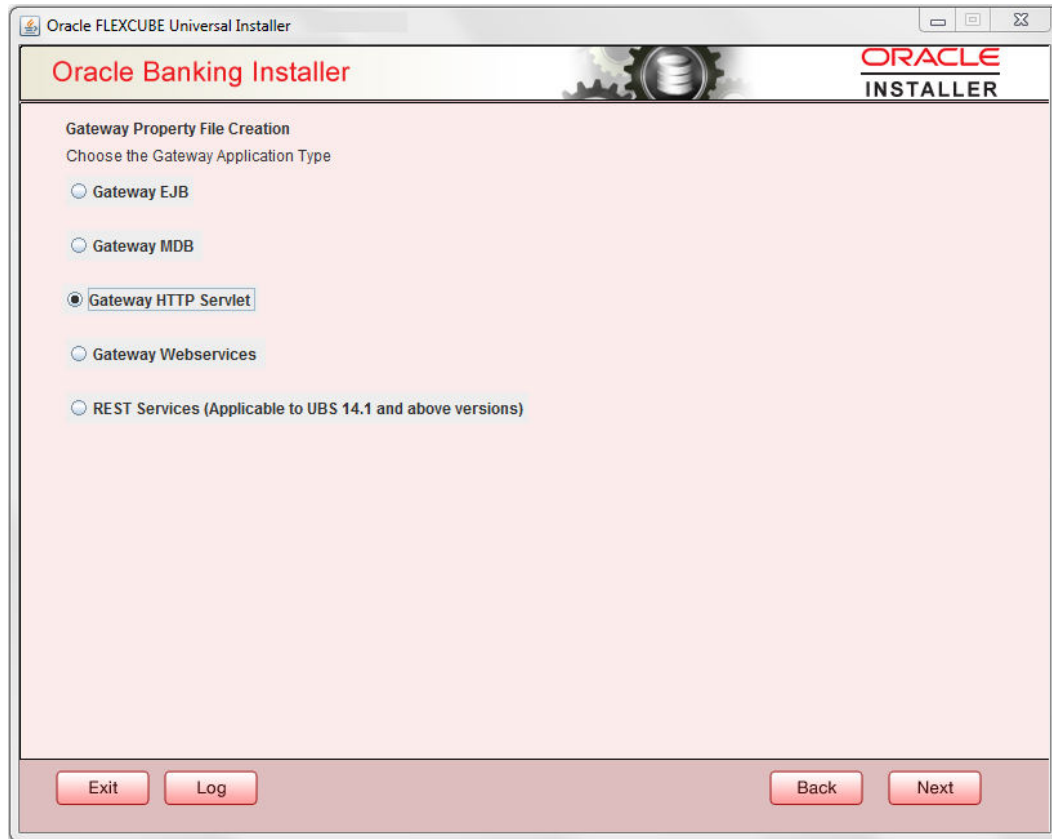 Oracle FLEXCUBE Universal Installer
Oracle Banking Installer
ORACLE
INSTALLER
Gateway Property File Creation
Choose the Gateway Application Type
Gateway EJB
Gateway MDB
Gateway HTTP Servlet
Gateway Webservices
REST Services (Applicable to UBS 14.1 and above versions)
Exit Log Back Next